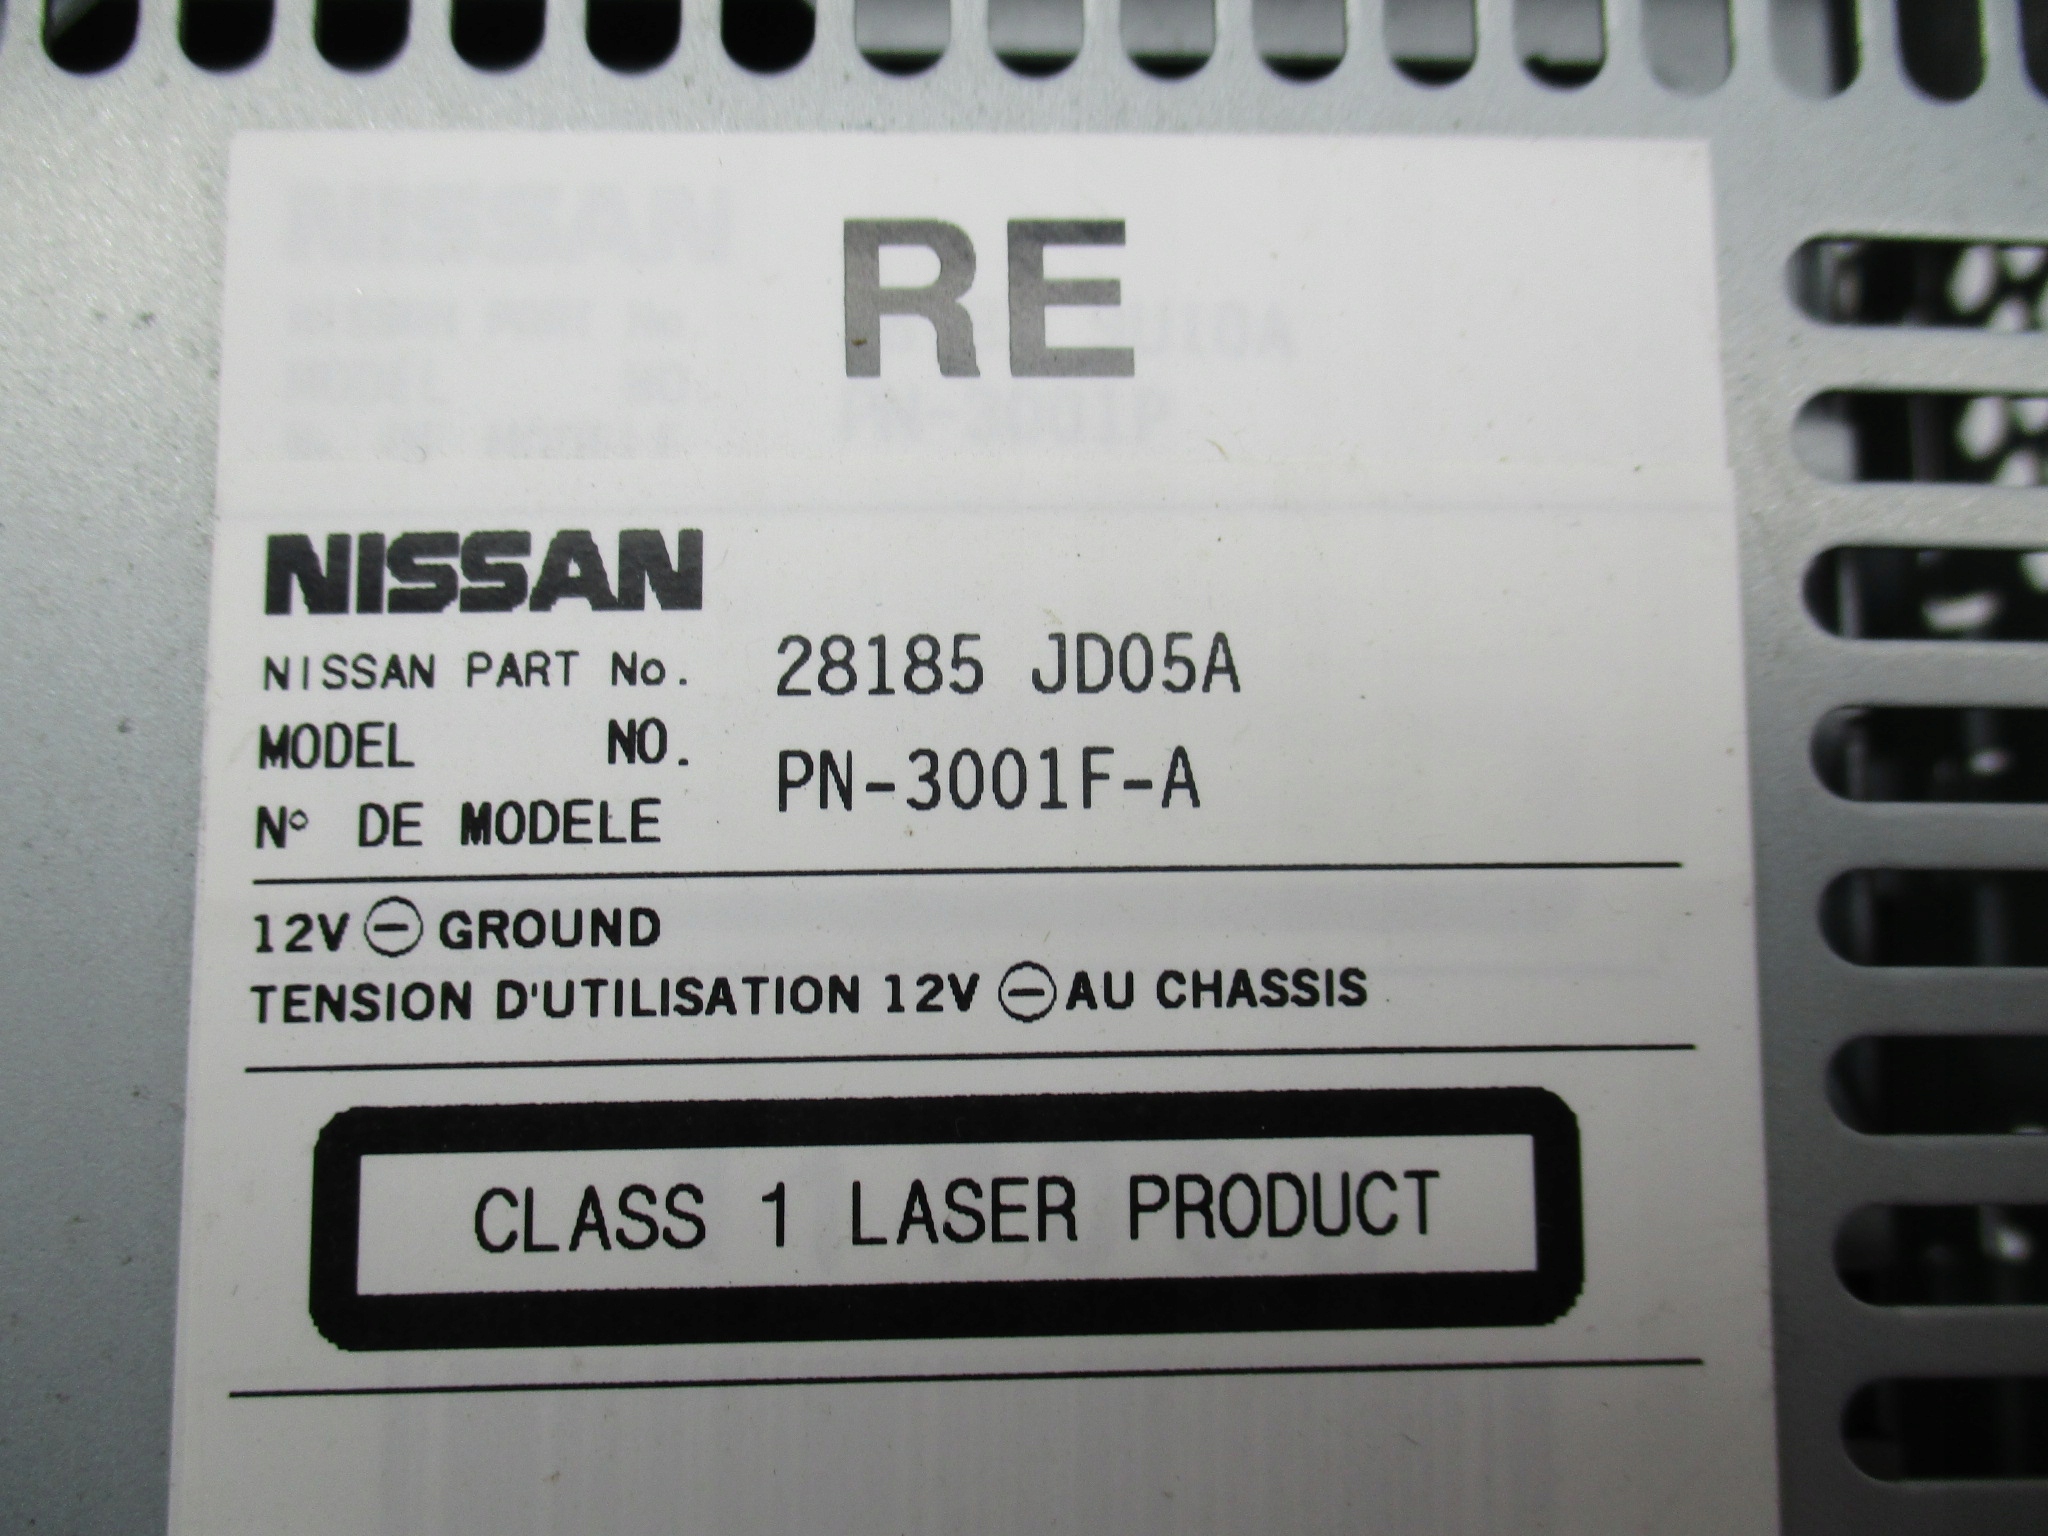 RE
NISSAN
NISSAN PART No. 28185 JD05A
MODEL NO. PN-3001F-A
N° DE MODELE
12V ⊖ GROUND
TENSION D'UTILISATION 12V ⊖ AU CHASSIS
CLASS 1 LASER PRODUCT